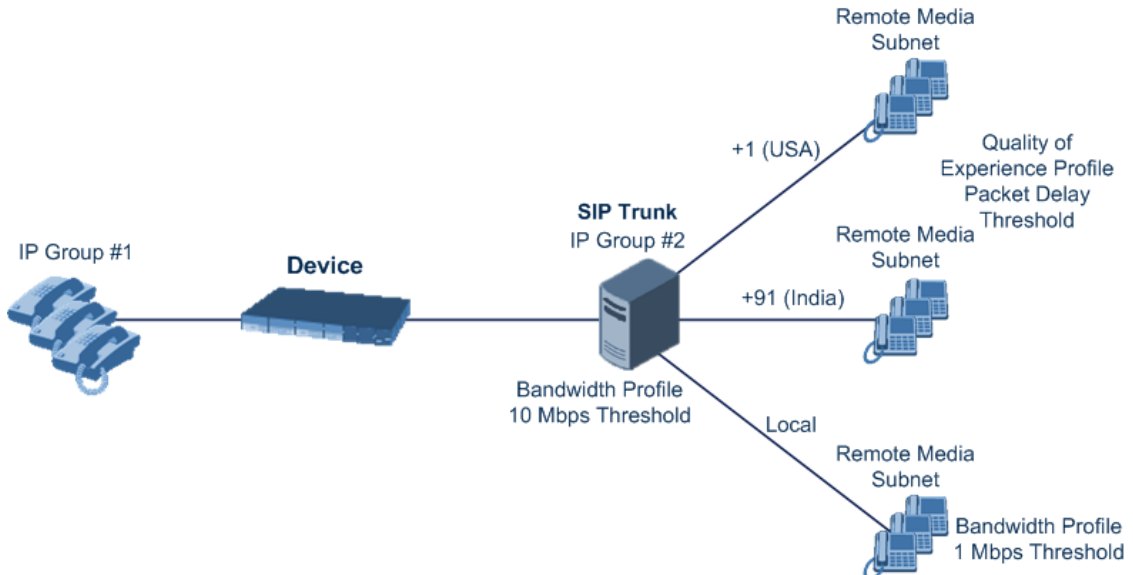 Remote Media
Subnet
+1 (USA)
Quality of
Experience Profile
Packet Delay
Threshold
SIP Trunk
IP Group #2
IP Group #1
Device
Remote Media
Subnet
+91 (India)
Bandwidth Profile
10 Mbps Threshold
Local
Remote Media
Subnet
Bandwidth Profile
1 Mbps Threshold